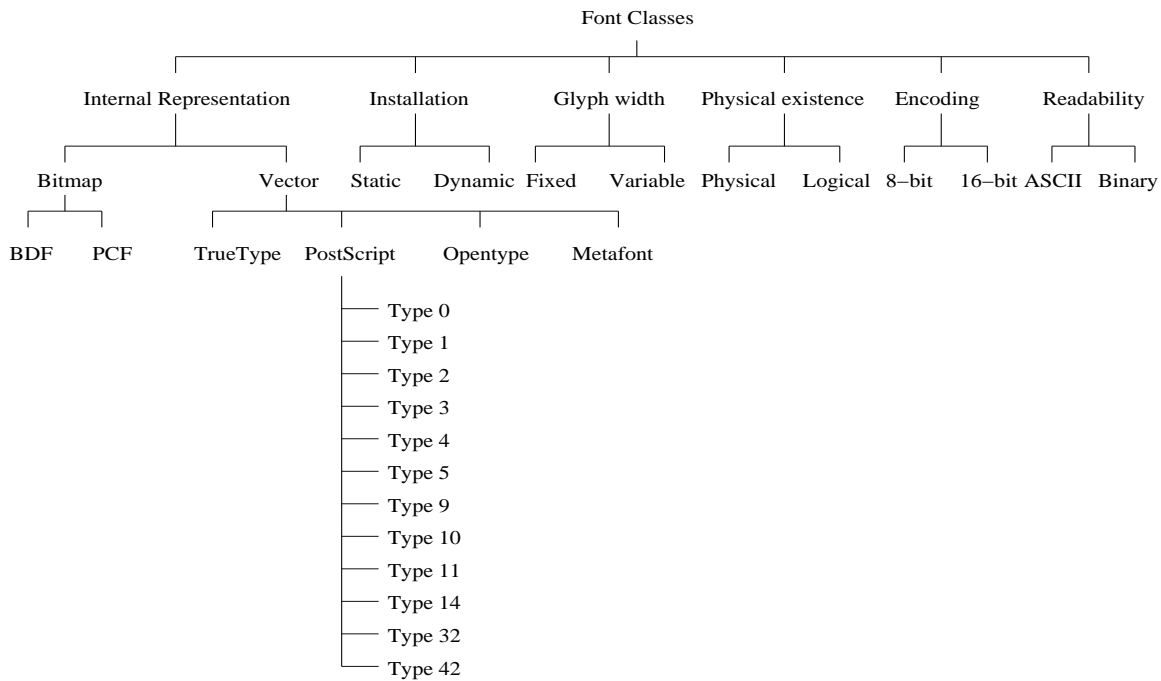 Font Classes
Internal Representation Installation Glyph width Physical existence Encoding Readability
Bitmap Vector Static Dynamic Fixed Variable Physical Logical 8−bit 16−bit ASCII Binary
BDF PCF TrueType PostScript Opentype Metafont
Type 0
Type 1
Type 2
Type 3
Type 4
Type 5
Type 9
Type 10
Type 11
Type 14
Type 32
Type 42